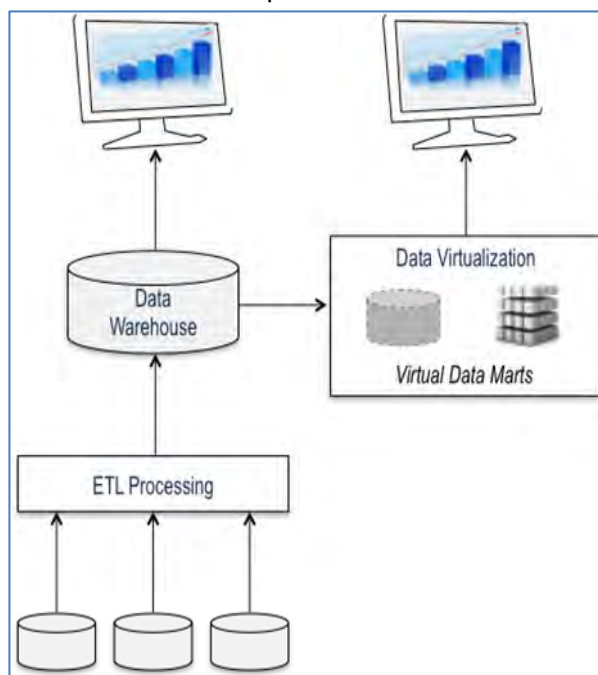 Data Virtualization
Data
Warehouse
Virtual Data Marts
ETL Processing